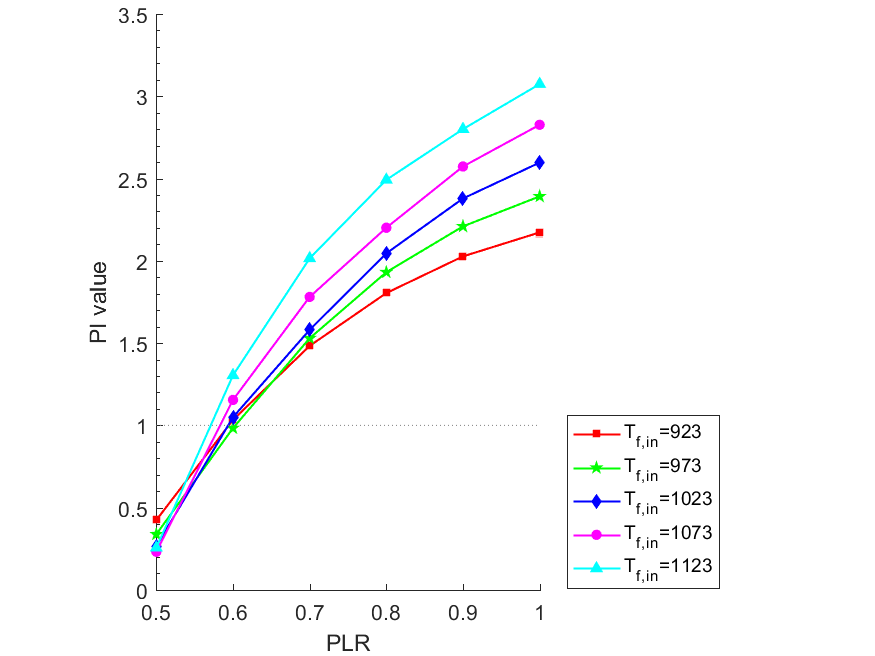 3.5
3
2.5
2
1.5
1
0.5
0
PI value
0.5 0.6 0.7 0.8 0.9 1
PLR
T_f,in=923
T_f,in=973
T_f,in=1023
T_f,in=1073
T_f,in=1123